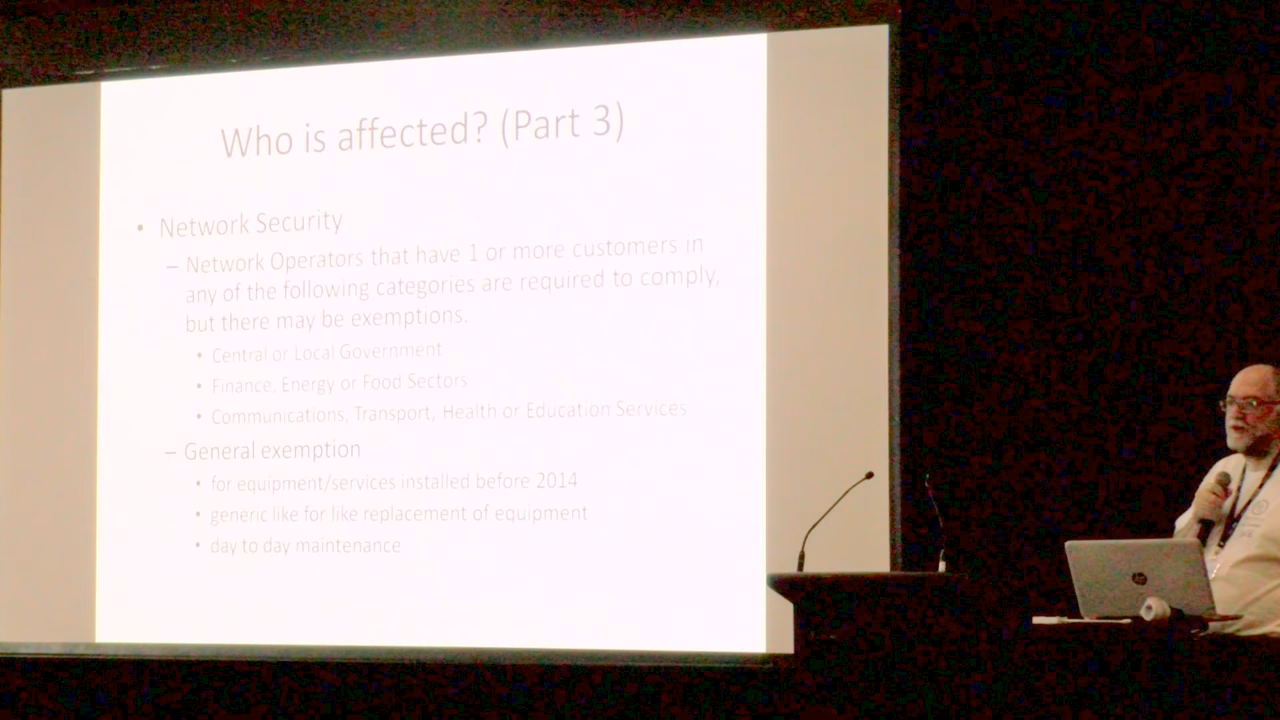 Who is affected? (Part 3)
• Network Security
– Network Operators that have 1 or more customers in
any of the following categories are required to comply,
but there may be exemptions.
• Central or Local Government
• Finance, Energy or Food Sectors
• Communications, Transport, Health or Education Services
– General exemption
• for equipment/services installed before 2014
• generic like for like replacement of equipment
• day to day maintenance
hp